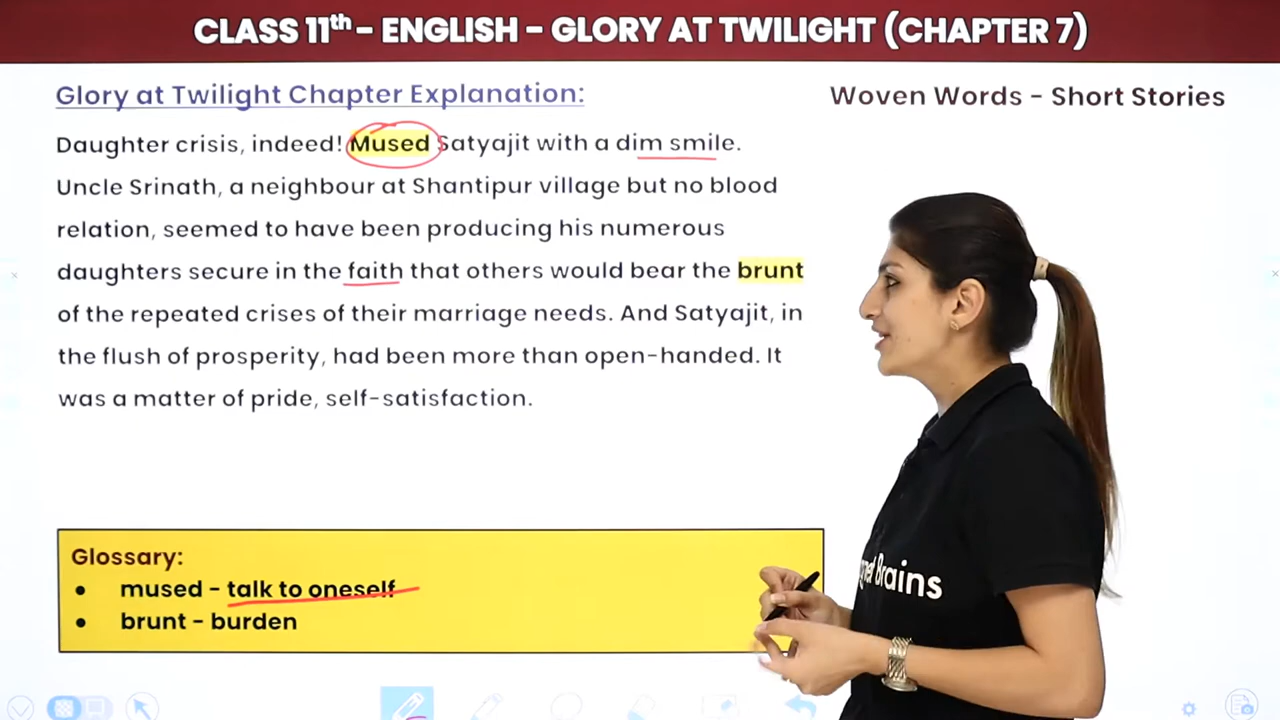 CLASS 11th - ENGLISH - GLORY AT TWILIGHT (CHAPTER 7)
Glory at Twilight Chapter Explanation:
Woven Words - Short Stories
Daughter crisis, indeed! Mused Satyajit with a dim smile.
Uncle Srinath, a neighbour at Shantipur village but no blood
relation, seemed to have been producing his numerous
daughters secure in the faith that others would bear the brunt
of the repeated crises of their marriage needs. And Satyajit, in
the flush of prosperity, had been more than open-handed. It
was a matter of pride, self-satisfaction.
Glossary:
• mused - talk to oneself
• brunt - burden
Brains